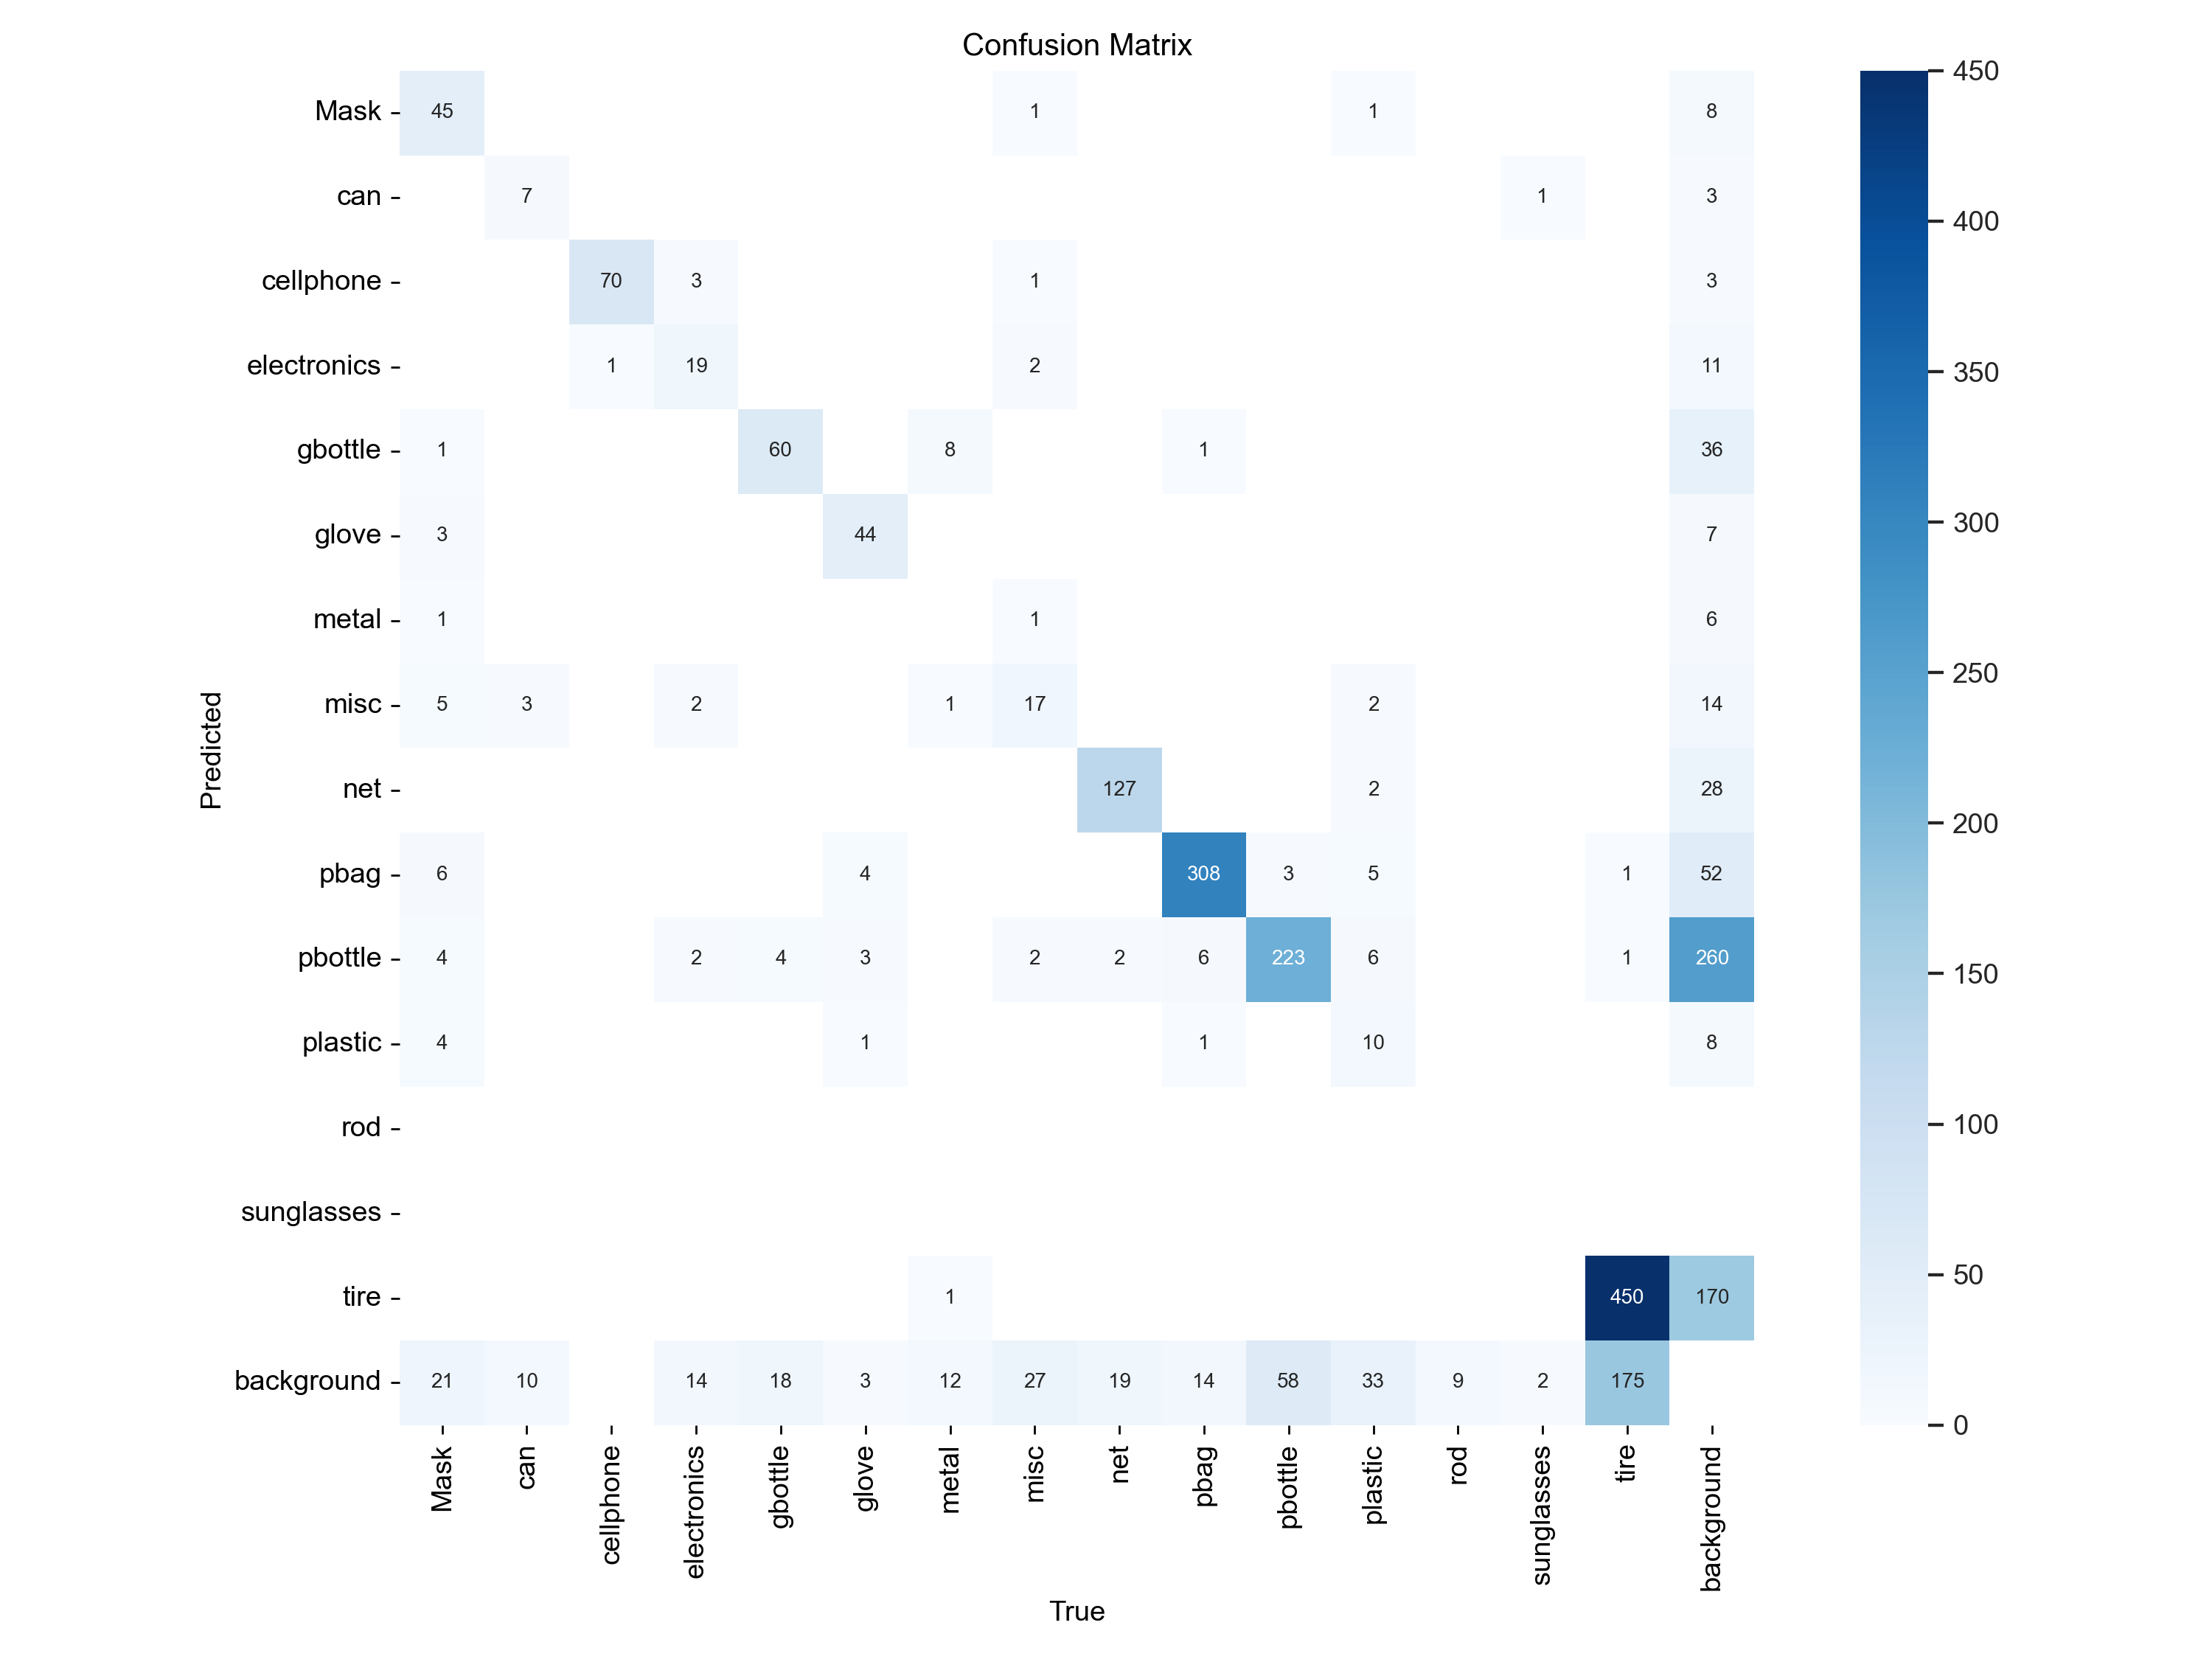 Confusion Matrix
Mask 45 1 1 8
can 7 1 3
cellphone 70 3 1 3
electronics 1 19 2 11
gbottle 1 60 8 1 36
glove 3 44 7
metal 1 1 6
misc 5 3 2 1 17 2 14
net 127 2 28
pbag 6 4 308 3 5 1 52
pbottle 4 2 4 3 2 2 6 223 6 1 260
plastic 4 1 1 10 8
rod
sunglasses
tire 1 450 170
background 21 10 14 18 3 12 27 19 14 58 33 9 2 175
Predicted
Mask can cellphone electronics gbottle glove metal misc net pbag pbottle plastic rod sunglasses tire background
True
450
400
350
300
250
200
150
100
50
0